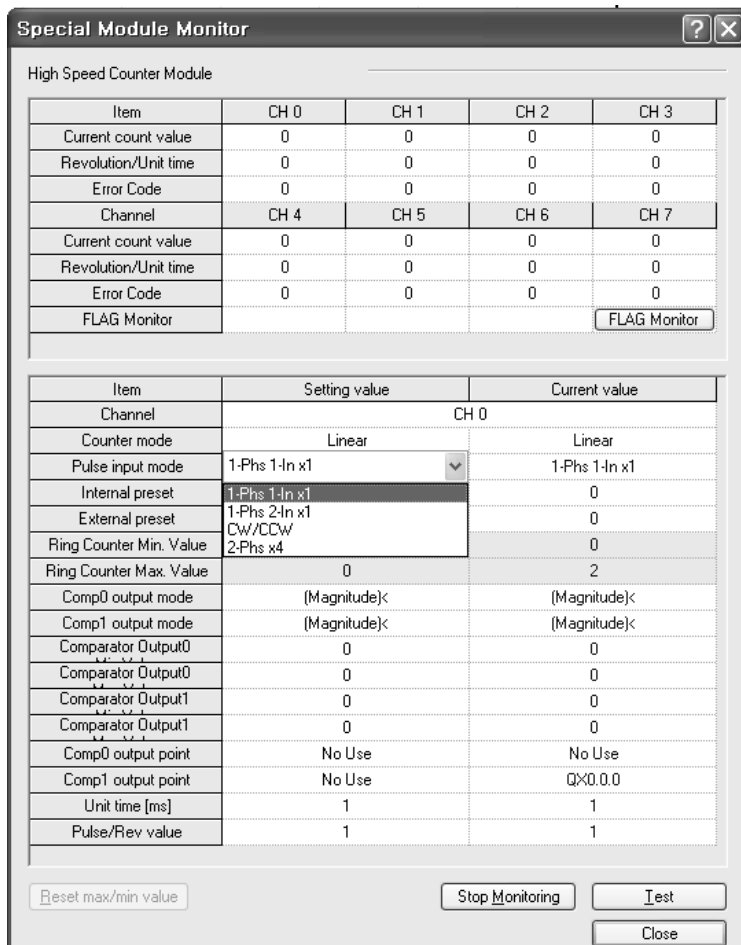 Special Module Monitor
High Speed Counter Module
Item CH 0 CH 1 CH 2 CH 3
Current count value 0 0 0 0
Revolution/Unit time 0 0 0 0
Error Code 0 0 0 0
Channel CH 4 CH 5 CH 6 CH 7
Current count value 0 0 0 0
Revolution/Unit time 0 0 0 0
Error Code 0 0 0 0
FLAG Monitor FLAG Monitor
Item Setting value Current value
Channel CH 0
Counter mode Linear Linear
Pulse input mode 1-Phs 1-In x1 1-Phs 1-In x1
Internal preset 1-Phs 1-In x1 0
1-Phs 2-In x1
External preset 0
CW/CCW
Ring Counter Min. Value 2-Phs x4 0
Ring Counter Max. Value 0 2
Comp0 output mode (Magnitude)< (Magnitude)<
Comp1 output mode (Magnitude)< (Magnitude)<
Comparator Output0 0 0
Comparator Output0 0 0
Comparator Output1 0 0
Comparator Output1 0 0
Comp0 output point No Use No Use
Comp1 output point No Use QX0.0.0
Unit time [ms] 1 1
Pulse/Rev value 1 1
Reset max/min value Stop Monitoring Test
Close